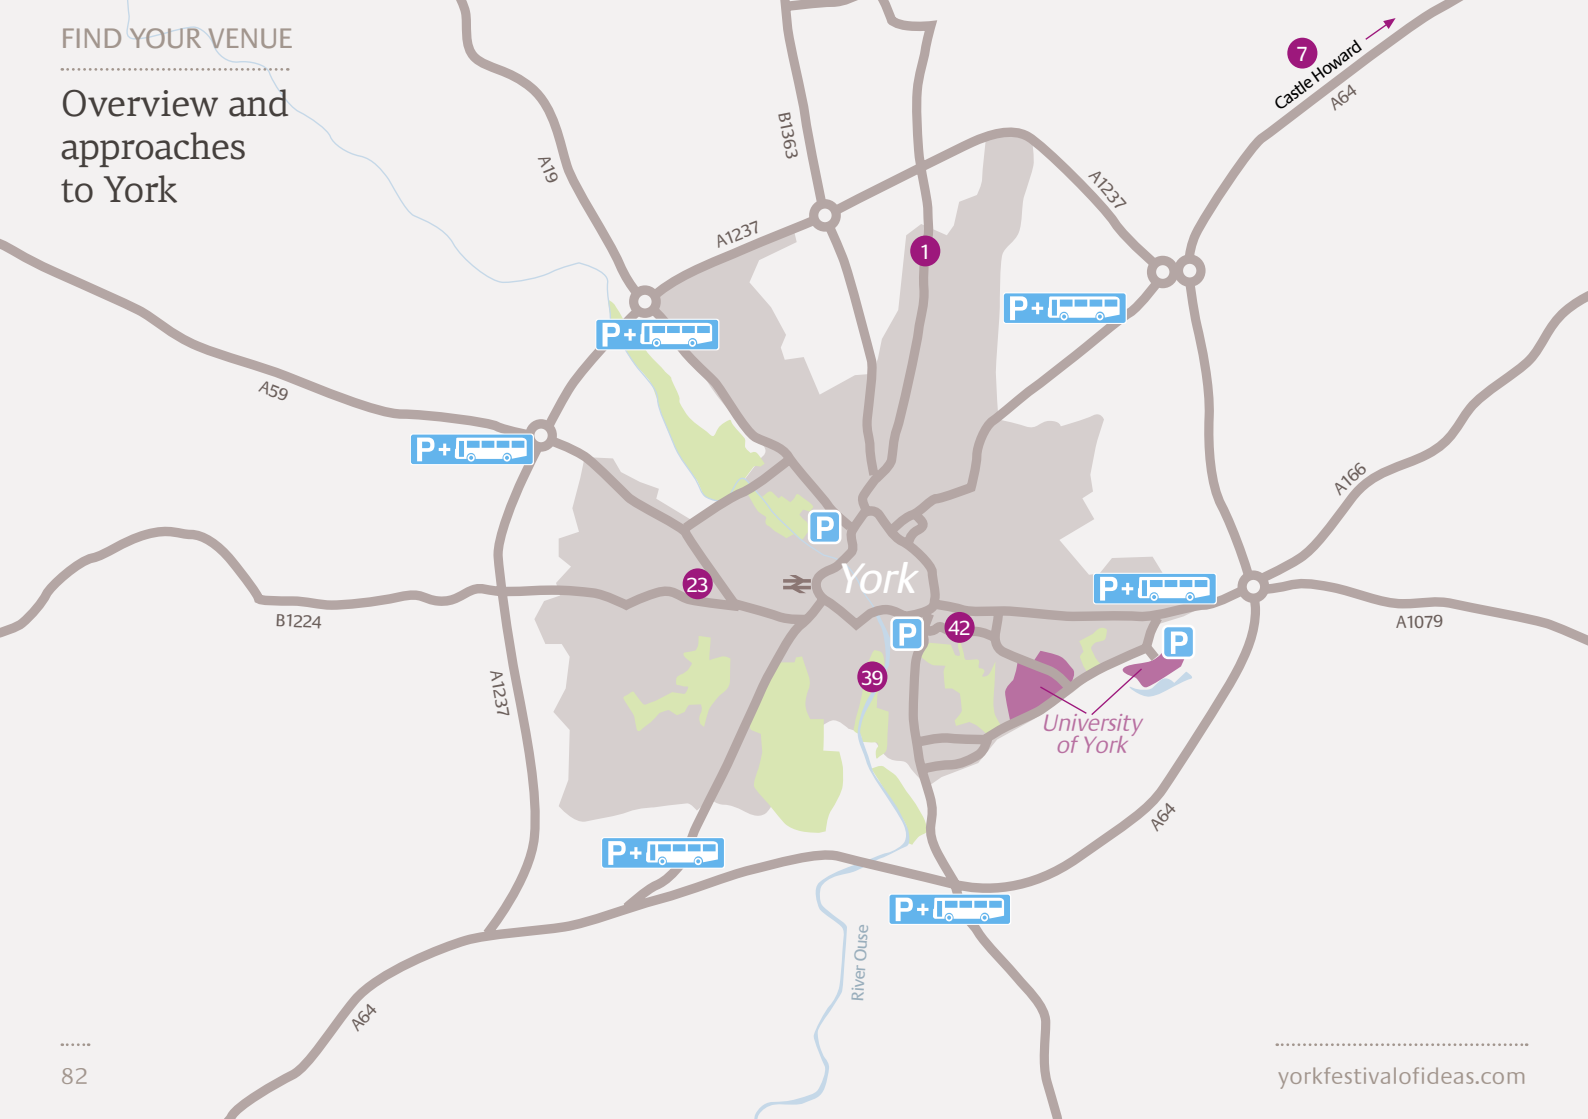 FIND YOUR VENUE
Overview and
approaches
to York
7
Castle Howard
A64
B1363
A19
A1237
A1237
1
P+
P+
A59
P+
A166
P
York
23
P+
B1224
42
A1079
P
P
39
A1237
University
of York
A64
P+
P+
River Ouse
A64
82
yorkfestivalofideas.com